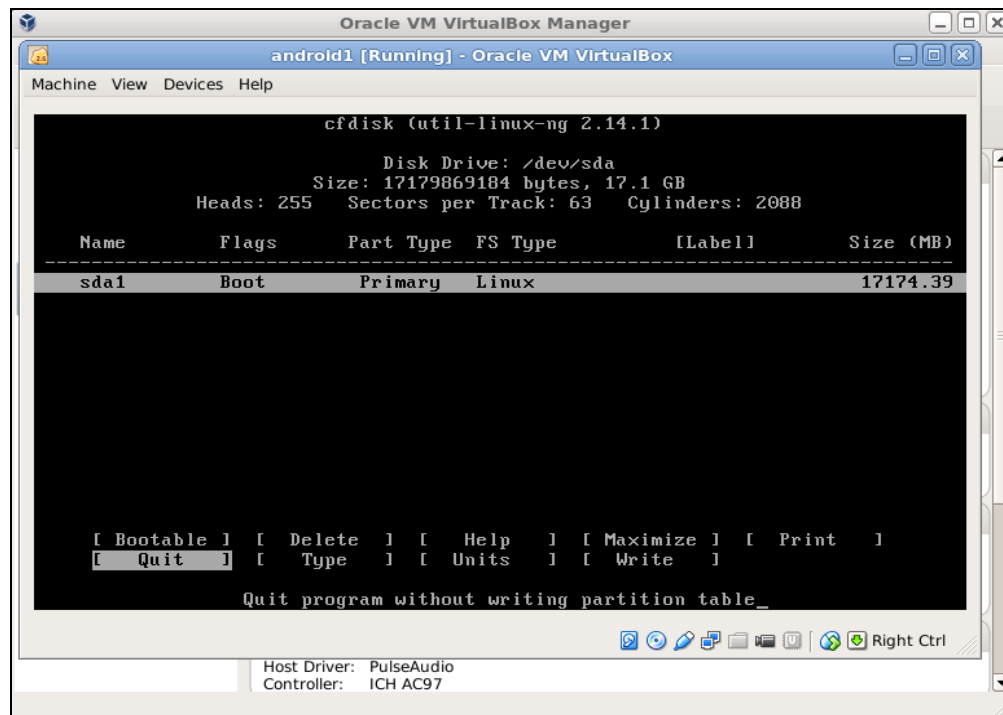 Oracle VM VirtualBox Manager
android1 [Running] - Oracle VM VirtualBox
Machine View Devices Help
cfdisk (util-linux-ng 2.14.1)
Disk Drive: /dev/sda
Size: 17179869184 bytes, 17.1 GB
Heads: 255 Sectors per Track: 63 Cylinders: 2088
Name Flags Part Type FS Type [Label] Size (MB)
sda1 Boot Primary Linux 17174.39
[ Bootable ] [ Delete ] [ Help ] [ Maximize ] [ Print ]
[ Quit ] [ Type ] [ Units ] [ Write ]
Quit program without writing partition table_
Right Ctrl
Host Driver: PulseAudio
Controller: ICH AC97